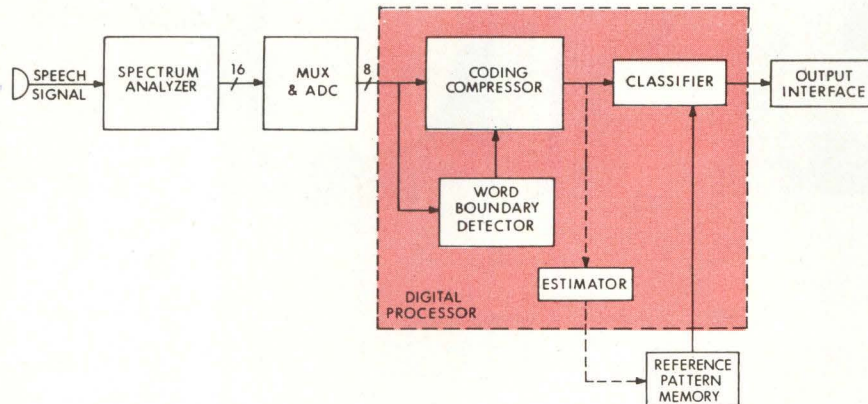 SPEECH
SIGNAL
SPECTRUM
ANALYZER
16
MUX
& ADC
8
CODING
COMPRESSOR
CLASSIFIER
OUTPUT
INTERFACE
WORD
BOUNDARY
DETECTOR
ESTIMATOR
DIGITAL
PROCESSOR
REFERENCE
PATTERN
MEMORY